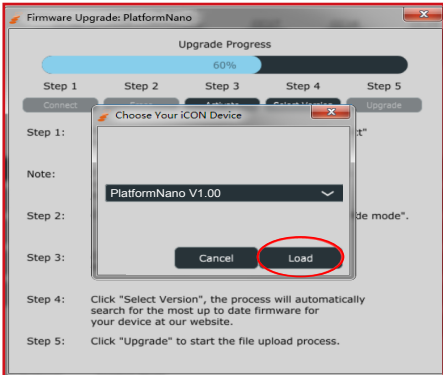 Firmware Upgrade: PlatformNano
Upgrade Progress
60%
Step 1 Step 2 Step 3 Step 4 Step 5
Connect Activate Select Version Upgrade
Choose Your iCON Device
Step 1: ct"
Note:
PlatformNano V1.00
Step 2: de mode".
Step 3:
Cancel Load
Step 4: Click "Select Version", the process will automatically
search for the most up to date firmware for
your device at our website.
Step 5: Click "Upgrade" to start the file upload process.